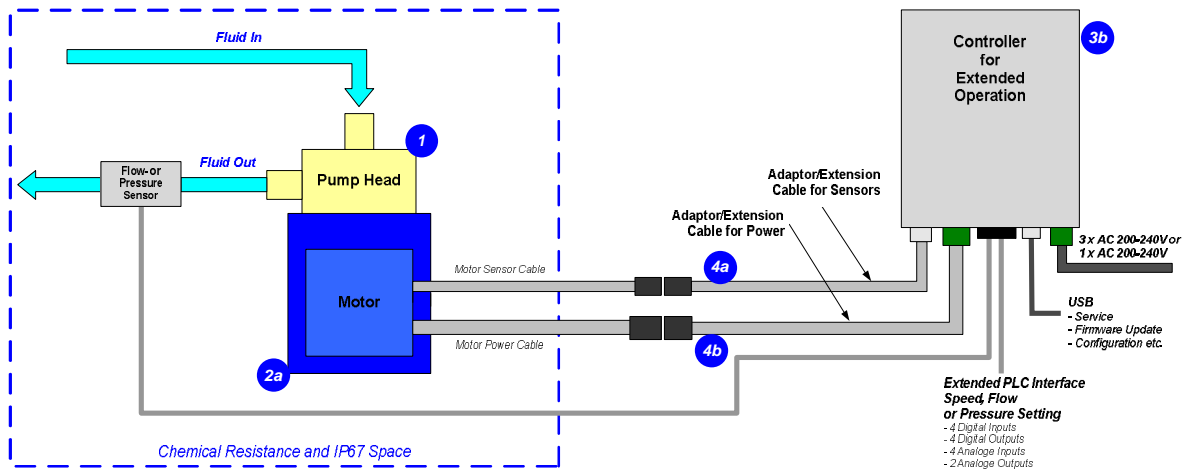 Fluid In
1
Fluid Out
Flow-or
Pressure
Sensor
Pump Head
Motor
2a
Motor Sensor Cable
Motor Power Cable
Chemical Resistance and IP67 Space
Adaptor/Extension
Cable for Sensors
Adaptor/Extension
Cable for Power
4a
4b
Controller
for
Extended
Operation
3b
3 x AC 200-240V or
1 x AC 200-240V
USB
- Service
- Firmware Update
- Configuration etc.
Extended PLC Interface
Speed, Flow
or Pressure Setting
- 4 Digital Inputs
- 4 Digital Outputs
- 4 Analoge Inputs
- 2 Analoge Outputs